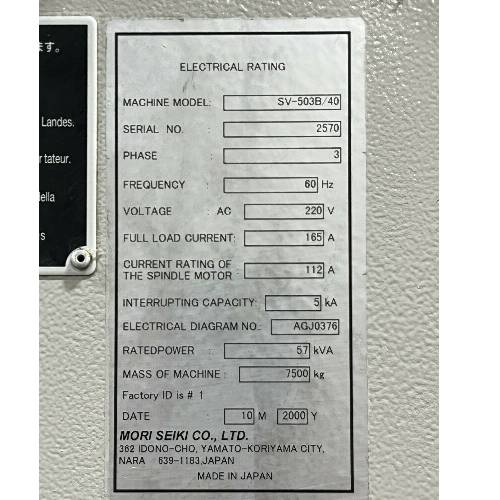 ます。
Landes.
r tateur.
della
s
ELECTRICAL RATING
MACHINE MODEL: SV-503B/40
SERIAL NO. : 2570
PHASE : 3
FREQUENCY : 60 Hz
VOLTAGE : AC 220 V
FULL LOAD CURRENT: 165 A
CURRENT RATING OF
THE SPINDLE MOTOR 112 A
INTERRUPTING CAPACITY: 5 kA
ELECTRICAL DIAGRAM NO.: AGJ0376
RATEDPOWER : 57 kVA
MASS OF MACHINE : 7500 kg
Factory ID is # 1
DATE 10 M 2000 Y
MORI SEIKI CO., LTD.
362 IDONO-CHO, YAMATO-KORIYAMA CITY,
NARA 639-1183,JAPAN
MADE IN JAPAN